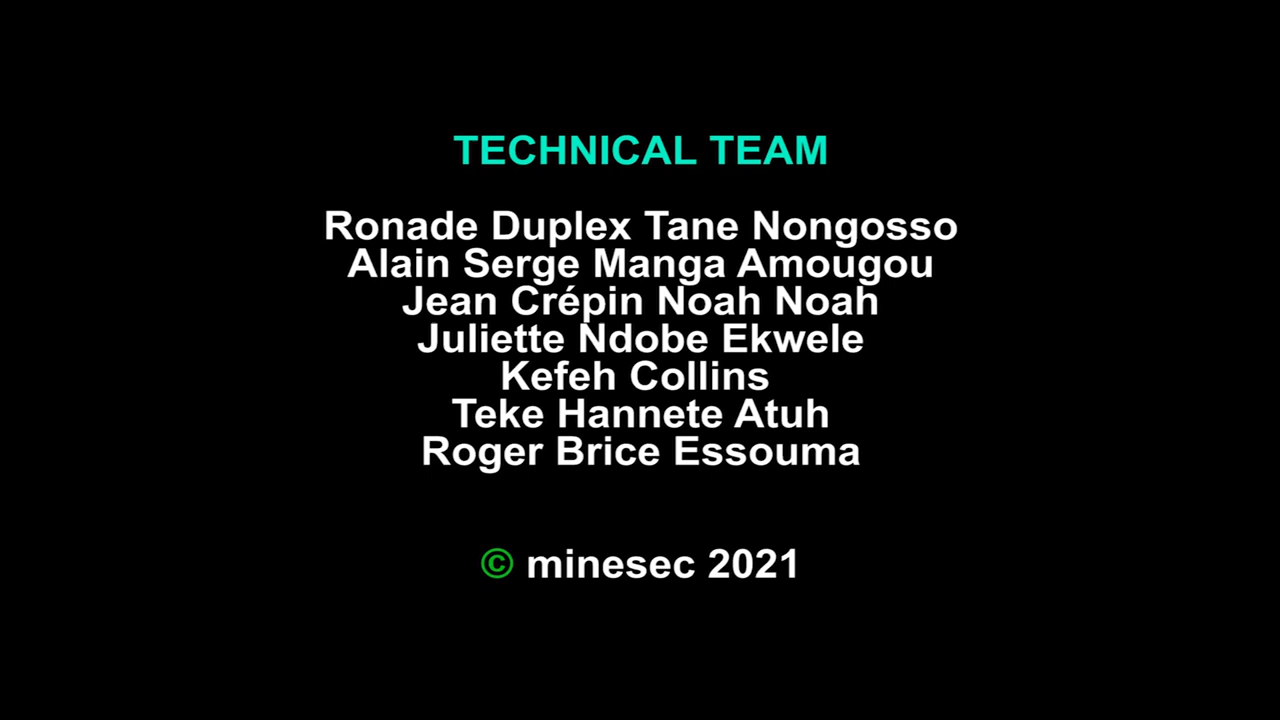 TECHNICAL TEAM
Ronade Duplex Tane Nongosso
Alain Serge Manga Amougou
Jean Crépin Noah Noah
Juliette Ndobe Ekwele
Kefeh Collins
Teke Hannete Atuh
Roger Brice Essouma
© minesec 2021